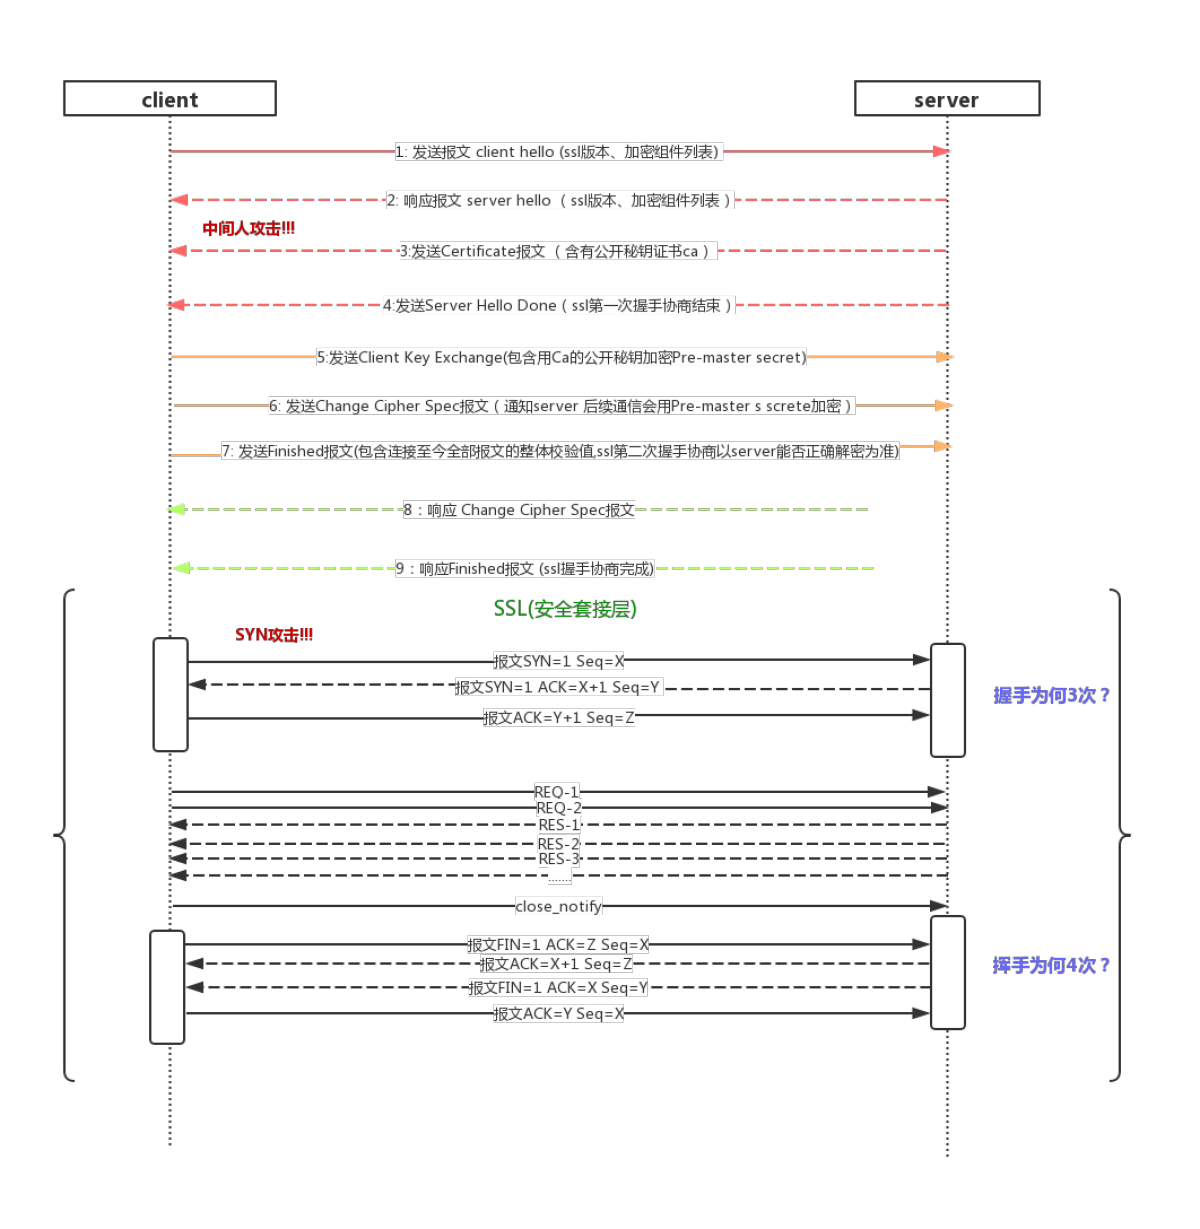 client
server
1: 发送报文 client hello (ssl版本、加密组件列表)
2: 响应报文 server hello （ ssl版本、加密组件列表 ）
中间人攻击!!!
3:发送Certificate报文 （ 含有公开秘钥证书ca ）
4:发送Server Hello Done（ ssl第一次握手协商结束 ）
5:发送Client Key Exchange(包含用Ca的公开秘钥加密Pre-master secret)
6: 发送Change Cipher Spec报文（ 通知server 后续通信会用Pre-master s screte加密 ）
7: 发送Finished报文(包含连接至今全部报文的整体校验值,ssl第二次握手协商以server能否正确解密为准)
8：响应 Change Cipher Spec报文
9：响应Finished报文 (ssl握手协商完成)
SSL(安全套接层)
SYN攻击!!!
报文SYN=1 Seq=X
报文SYN=1 ACK=X+1 Seq=Y
握手为何3次？
报文ACK=Y+1 Seq=Z
REQ-1
REQ-2
RES-1
RES-2
RES-3
.......
close_notify
报文FIN=1 ACK=Z Seq=X
报文ACK=X+1 Seq=Z
挥手为何4次？
报文FIN=1 ACK=X Seq=Y
报文ACK=Y Seq=X